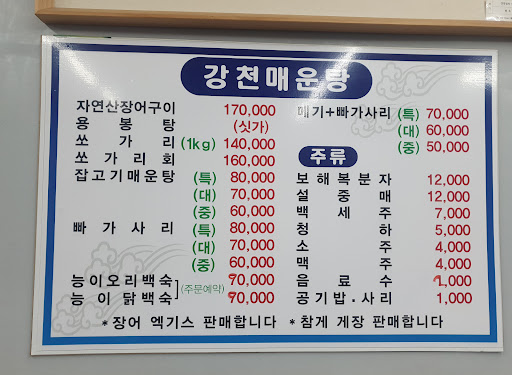 강천매운탕
자연산장어구이 170,000
용봉탕 (싯가)
쏘가리 (1kg) 140,000
쏘가리회 160,000
잡고기매운탕 (특) 80,000
(대) 70,000
(중) 60,000
빠가사리 (특) 80,000
(대) 70,000
(중) 60,000
능이오리백숙 (주문예약) 70,000
능이닭백숙 70,000
메기+빠가사리 (특) 70,000
(대) 60,000
(중) 50,000
주류
보해복분자 12,000
설중매 12,000
백세주 7,000
청하 5,000
소주 4,000
맥주 4,000
음료수 1,000
공기밥.사리 1,000
*장어 엑기스 판매합니다 *참게 게장 판매합니다